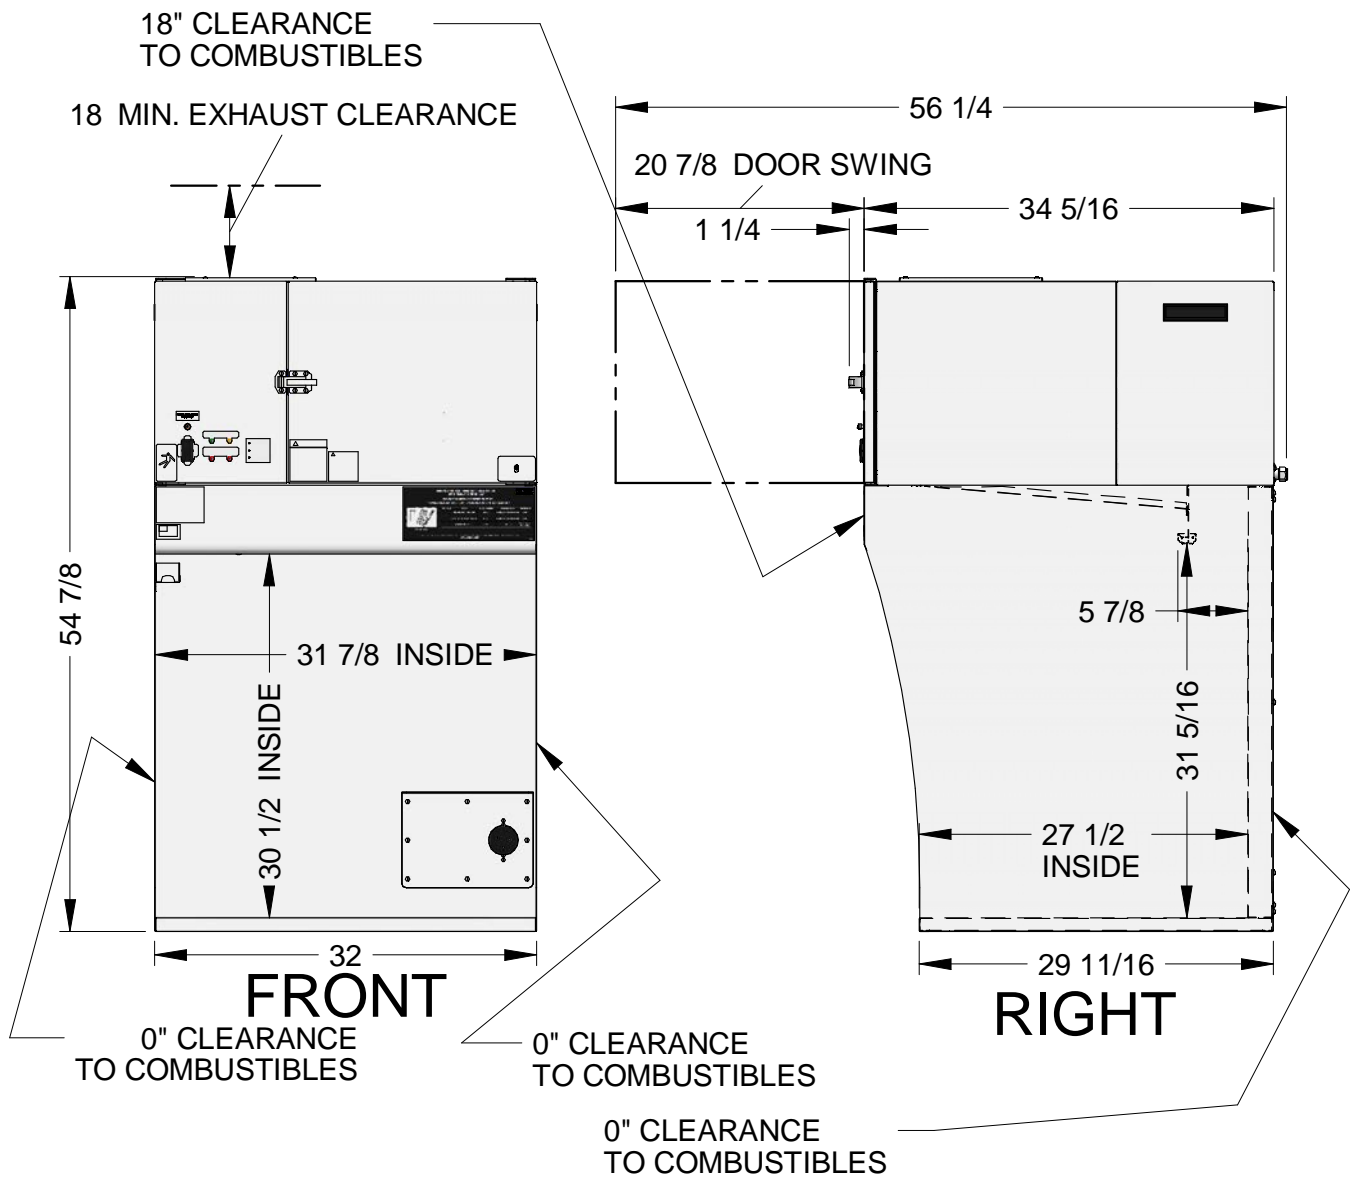 18" CLEARANCE
TO COMBUSTIBLES
18 MIN. EXHAUST CLEARANCE
56 1/4
20 7/8 DOOR SWING
34 5/16
1 1/4
54 7/8
31 7/8 INSIDE
30 1/2 INSIDE
5 7/8
31 5/16
27 1/2
INSIDE
32
FRONT
29 11/16
RIGHT
0" CLEARANCE
TO COMBUSTIBLES
0" CLEARANCE
TO COMBUSTIBLES
0" CLEARANCE
TO COMBUSTIBLES